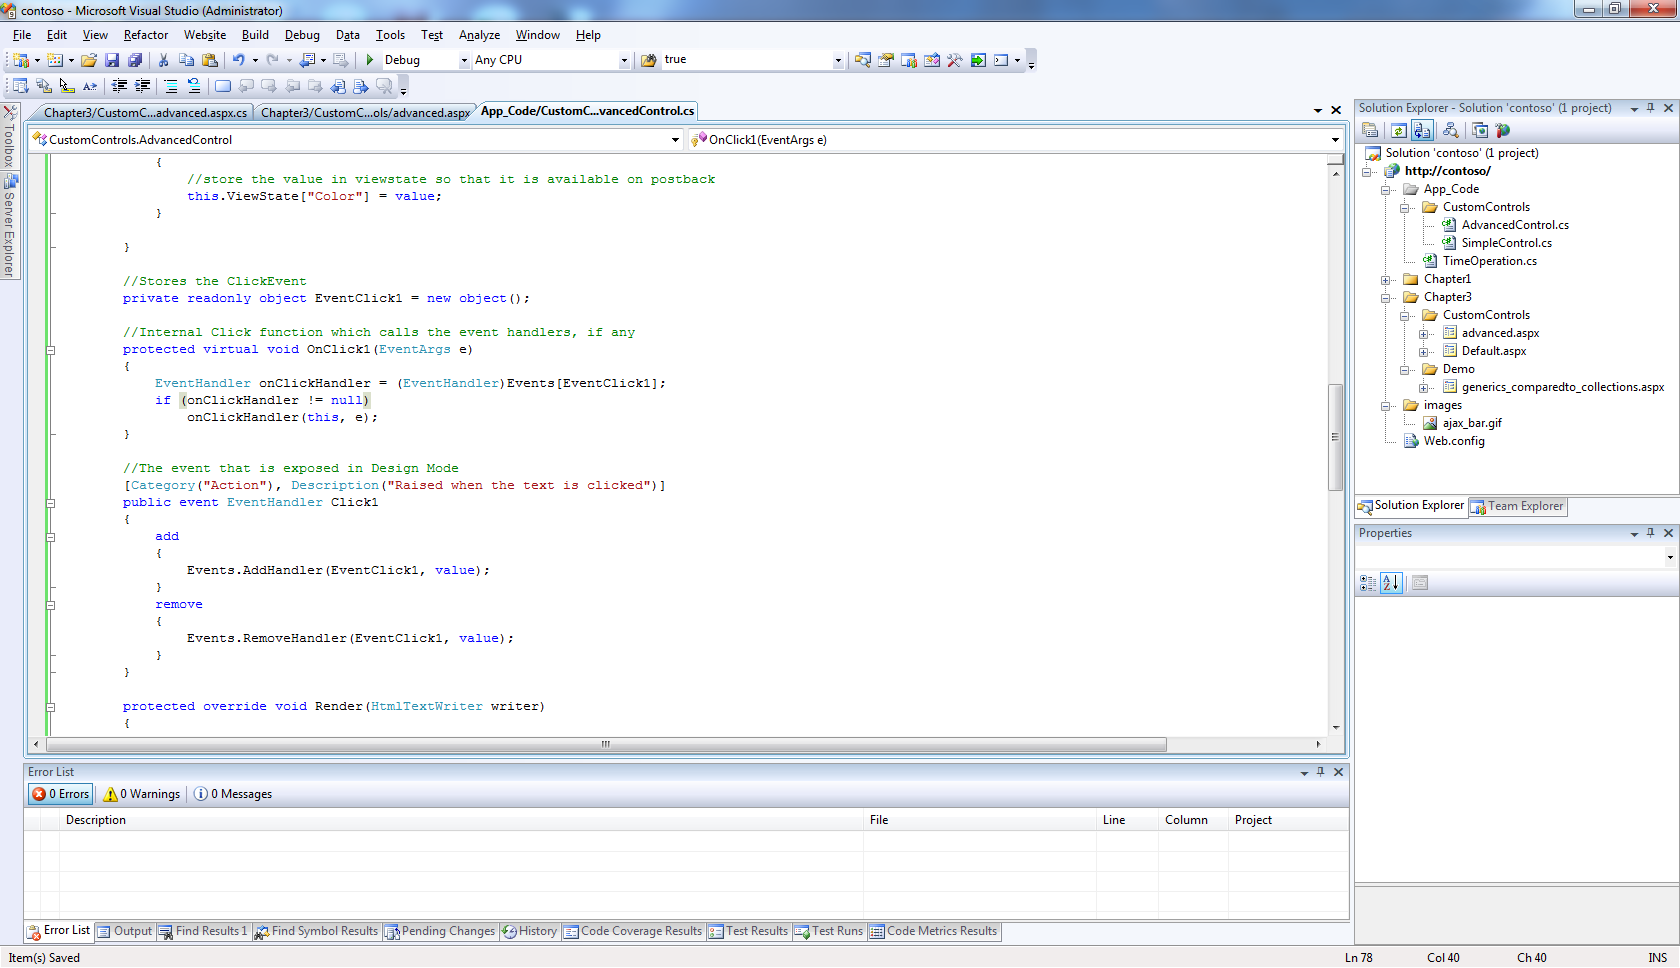 contoso - Microsoft Visual Studio (Administrator)
File Edit View Refactor Website Build Debug Data Tools Test Analyze Window Help
Debug Any CPU true
Chapter3/CustomC...advanced.aspx.cs Chapter3/CustomC...ols/advanced.aspx App_Code/CustomC...vancedControl.cs
Toolbox
Server Explorer
CustomControls.AdvancedControl OnClick1(EventArgs e)
{
//store the value in viewstate so that it is available on postback
this.ViewState["Color"] = value;
}
}
//Stores the ClickEvent
private readonly object EventClick1 = new object();
//Internal Click function which calls the event handlers, if any
protected virtual void OnClick1(EventArgs e)
{
EventHandler onClickHandler = (EventHandler)Events[EventClick1];
if (onClickHandler != null)
onClickHandler(this, e);
}
//The event that is exposed in Design Mode
[Category("Action"), Description("Raised when the text is clicked")]
public event EventHandler Click1
{
add
{
Events.AddHandler(EventClick1, value);
}
remove
{
Events.RemoveHandler(EventClick1, value);
}
}
protected override void Render(HtmlTextWriter writer)
{
Solution Explorer - Solution 'contoso' (1 project)
Solution 'contoso' (1 project)
http://contoso/
App_Code
CustomControls
AdvancedControl.cs
SimpleControl.cs
TimeOperation.cs
Chapter1
Chapter3
CustomControls
advanced.aspx
Default.aspx
Demo
generics_comparedto_collections.aspx
images
ajax_bar.gif
Web.config
Solution Explorer Team Explorer
Properties
Error List
0 Errors 0 Warnings 0 Messages
Description File Line Column Project
Error List Output Find Results 1 Find Symbol Results Pending Changes History Code Coverage Results Test Results Test Runs Code Metrics Results
Item(s) Saved Ln 78 Col 40 Ch 40 INS